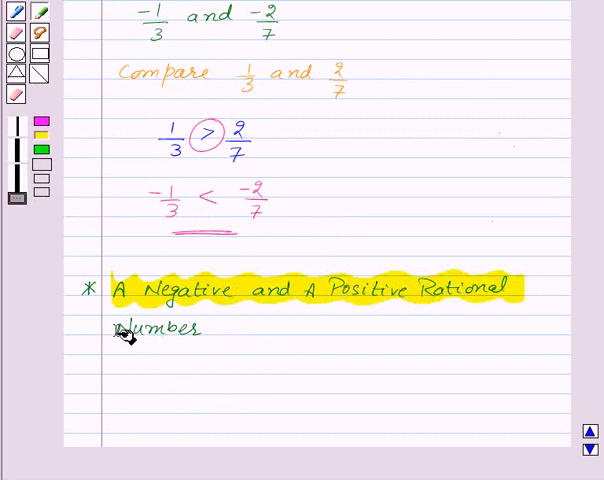 -1/3 and -2/7
Compare 1/3 and 2/7
1/3 > 2/7
-1/3 < -2/7
* A Negative and A Positive Rational
Number